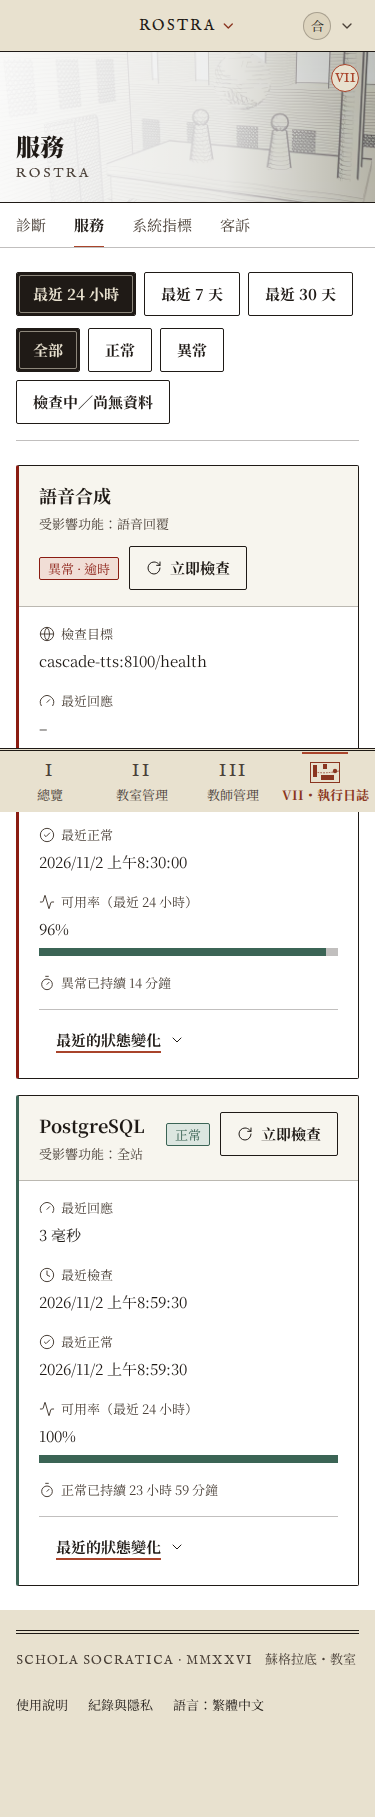 ROSTRA
合
VII
服務
ROSTRA
診斷 服務 系統指標 客訴
最近 24 小時 最近 7 天 最近 30 天
全部 正常 異常
檢查中／尚無資料
語音合成
受影響功能：語音回覆
異常 · 逾時 立即檢查
檢查目標
cascade-tts:8100/health
最近回應
–
I II III
總覽 教室管理 教師管理 VII・執行日誌
最近正常
2026/11/2 上午8:30:00
可用率（最近 24 小時）
96%
異常已持續 14 分鐘
最近的狀態變化
PostgreSQL
受影響功能：全站
正常 立即檢查
最近回應
3 毫秒
最近檢查
2026/11/2 上午8:59:30
最近正常
2026/11/2 上午8:59:30
可用率（最近 24 小時）
100%
正常已持續 23 小時 59 分鐘
最近的狀態變化
SCHOLA SOCRATICA · MMXXVI 蘇格拉底・教室
使用說明 紀錄與隱私 語言：繁體中文